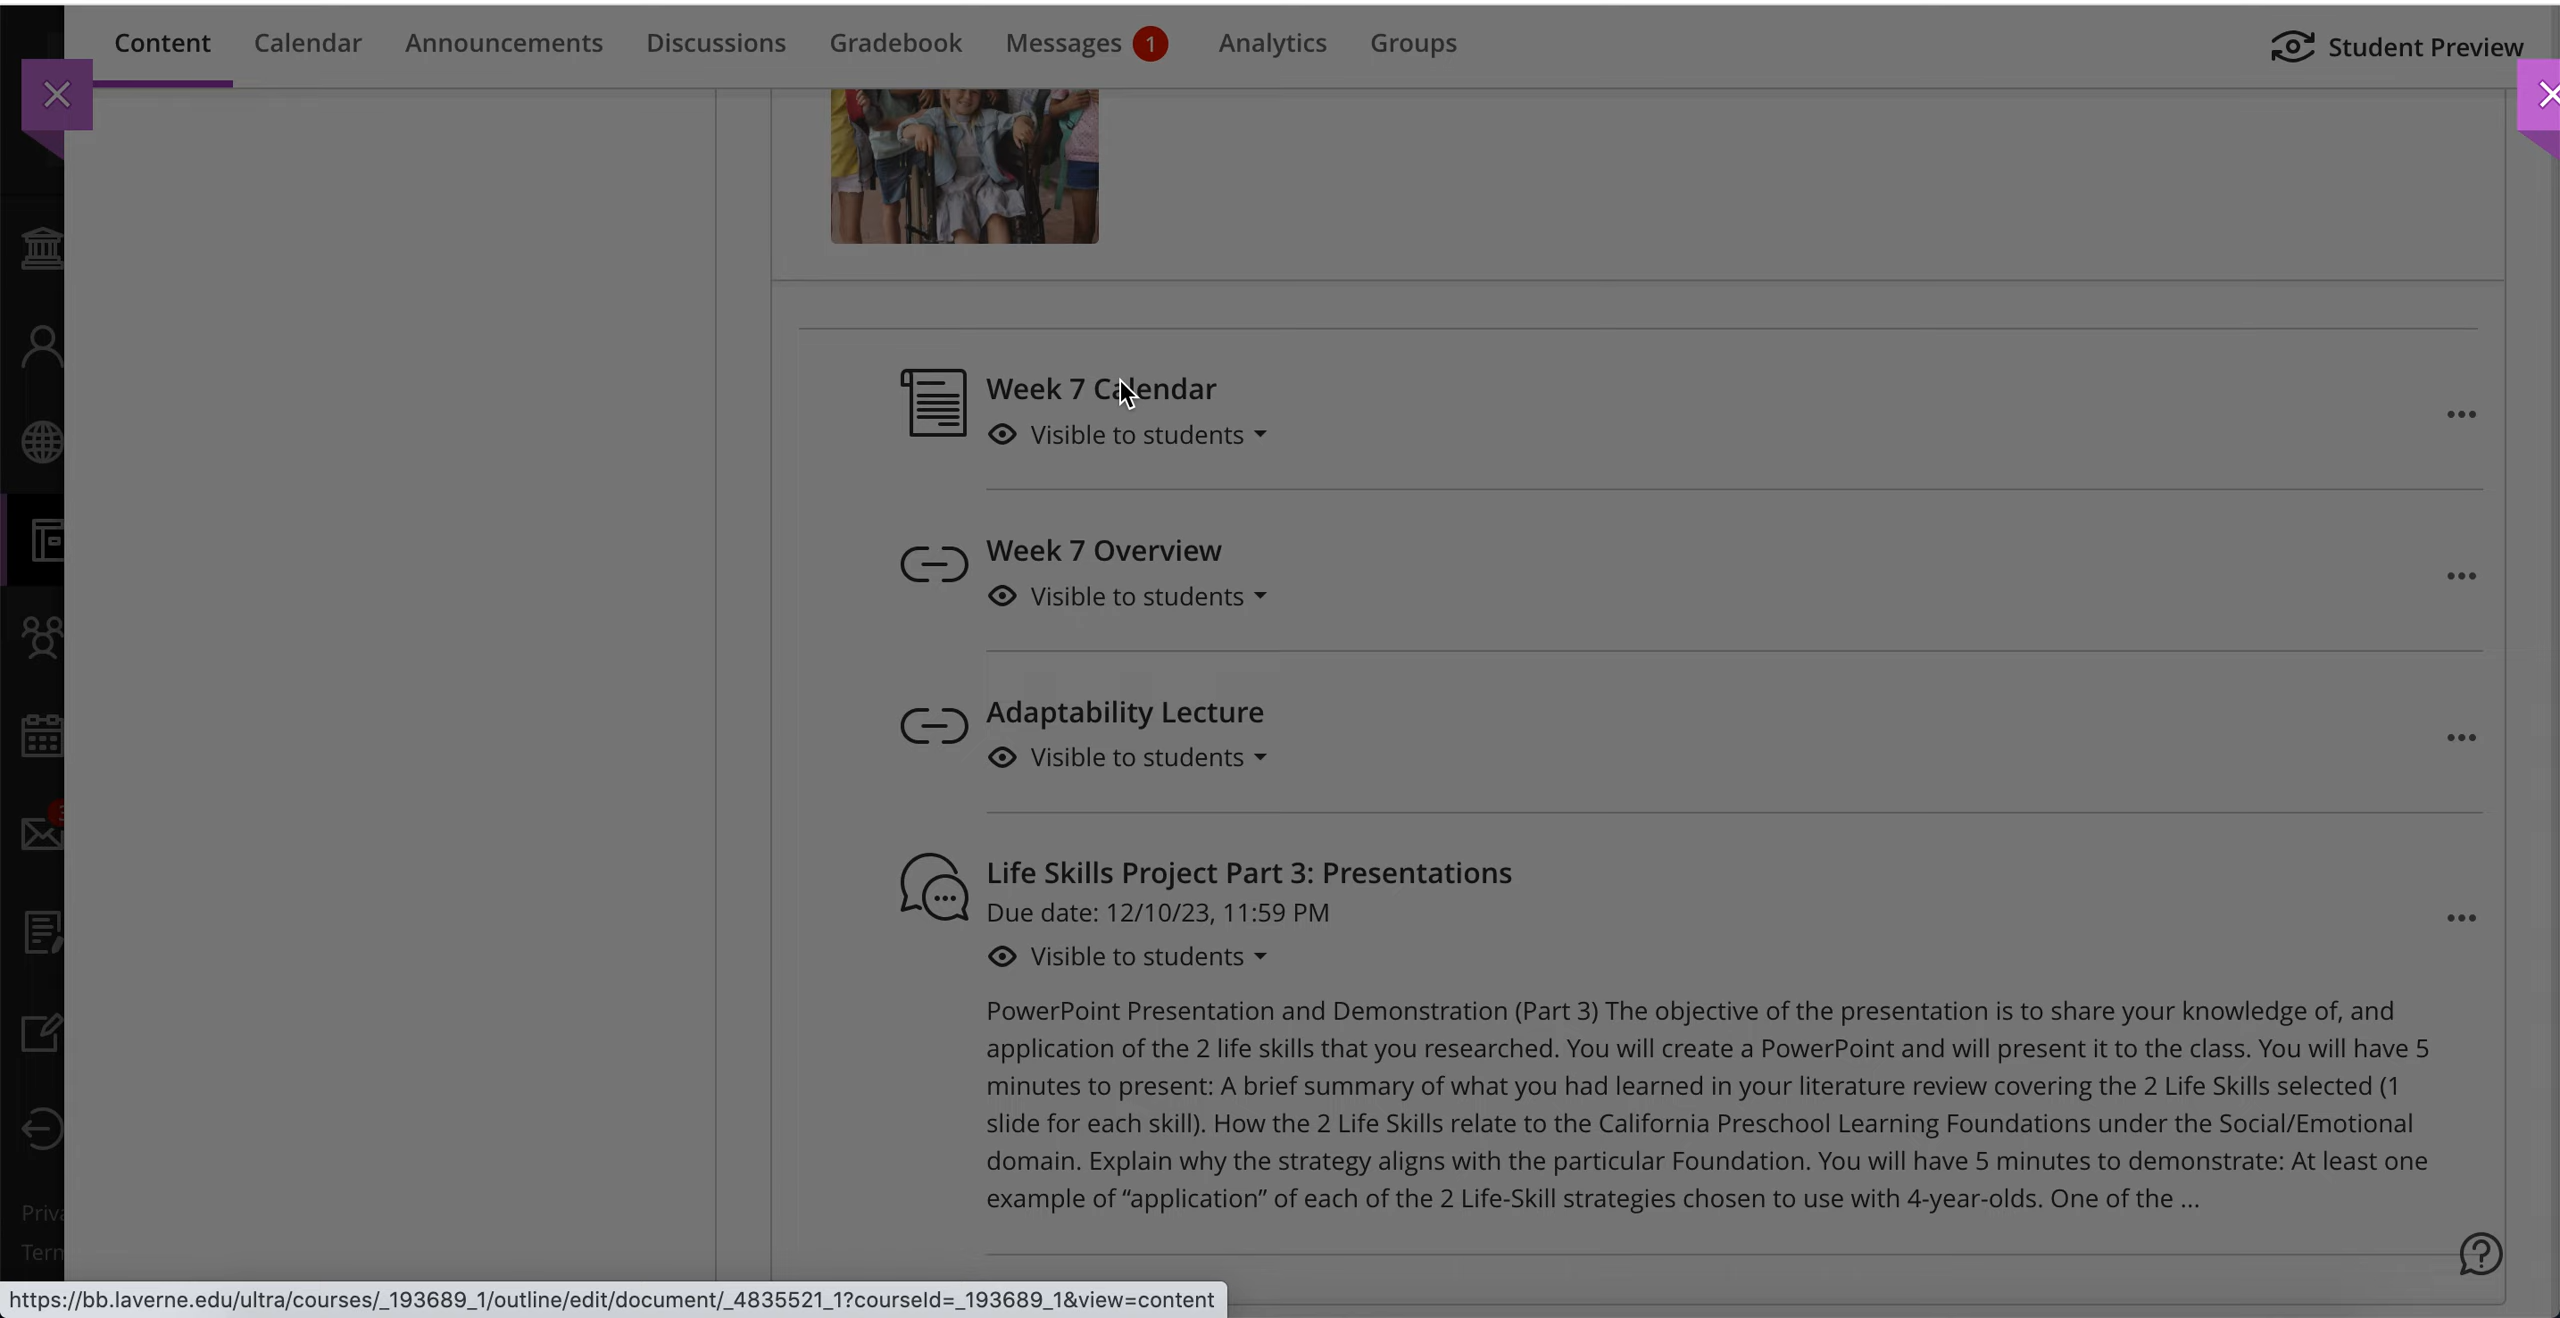 Content Calendar Announcements Discussions Gradebook Messages 1 Analytics Groups Student Preview
Week 7 Calendar
Visible to students
Week 7 Overview
Visible to students
Adaptability Lecture
Visible to students
Life Skills Project Part 3: Presentations
Due date: 12/10/23, 11:59 PM
Visible to students
PowerPoint Presentation and Demonstration (Part 3) The objective of the presentation is to share your knowledge of, and
application of the 2 life skills that you researched. You will create a PowerPoint and will present it to the class. You will have 5
minutes to present: A brief summary of what you had learned in your literature review covering the 2 Life Skills selected (1
slide for each skill). How the 2 Life Skills relate to the California Preschool Learning Foundations under the Social/Emotional
domain. Explain why the strategy aligns with the particular Foundation. You will have 5 minutes to demonstrate: At least one
example of “application” of each of the 2 Life-Skill strategies chosen to use with 4-year-olds. One of the ...
Priva
Term
https://bb.laverne.edu/ultra/courses/_193689_1/outline/edit/document/_4835521_1?courseId=_193689_1&view=content